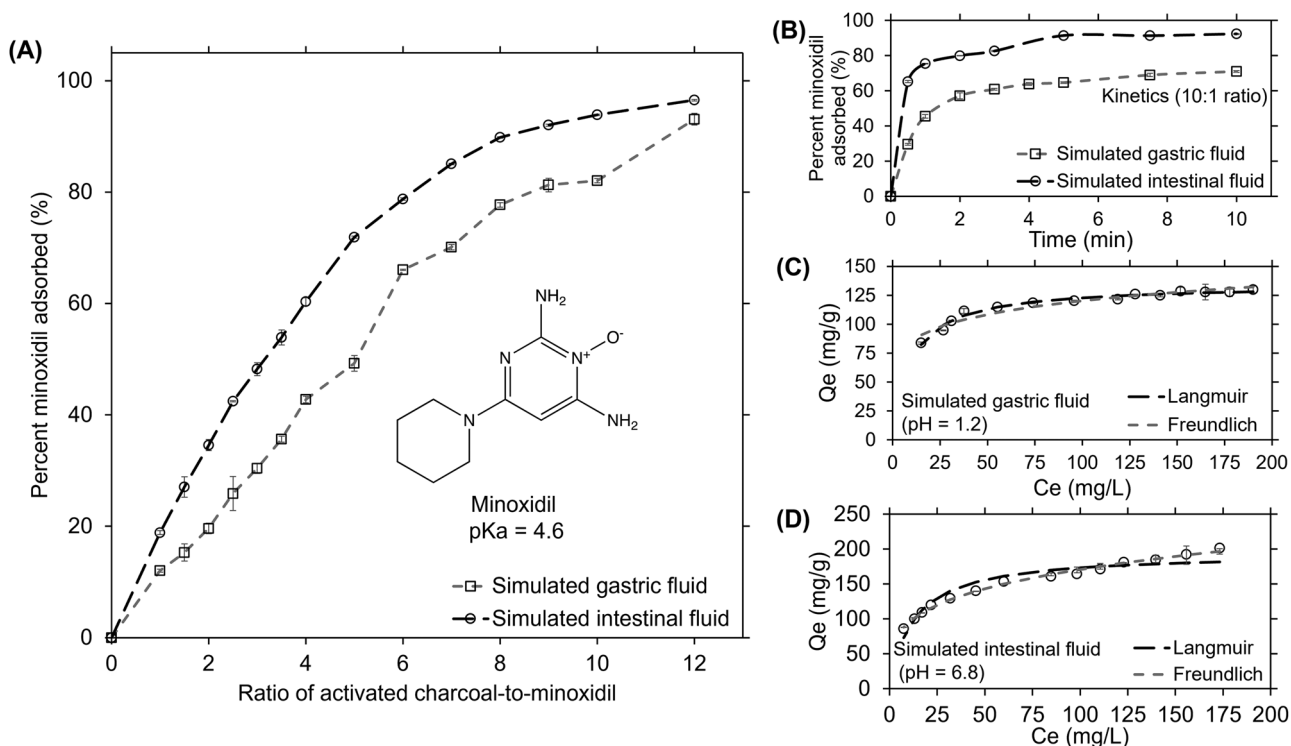 (A)
Percent minoxidil adsorbed (%)
100
80
60
40
20
0
0 2 4 6 8 10 12
Ratio of activated charcoal-to-minoxidil
NH₂
N
N⁺
O⁻
N
NH₂
Minoxidil
pKa = 4.6
Simulated gastric fluid
Simulated intestinal fluid
(B)
Percent minoxidil
adsorbed (%)
100
80
60
40
20
0
Kinetics (10:1 ratio)
Simulated gastric fluid
Simulated intestinal fluid
0 2 4 6 8 10
Time (min)
(C)
Qe (mg/g)
150
125
100
75
50
25
0
Simulated gastric fluid
(pH = 1.2)
Langmuir
Freundlich
0 25 50 75 100 125 150 175 200
Ce (mg/L)
(D)
Qe (mg/g)
250
200
150
100
50
0
Simulated intestinal fluid
(pH = 6.8)
Langmuir
Freundlich
0 25 50 75 100 125 150 175 200
Ce (mg/L)